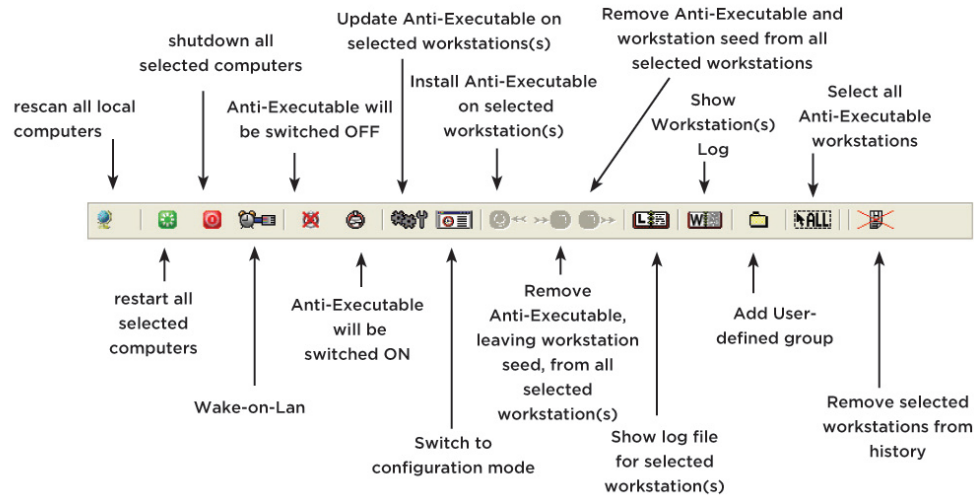 shutdown all
selected computers
Update Anti-Executable on
selected workstations(s)
Remove Anti-Executable and
workstation seed from all
selected workstations
rescan all local
computers
Anti-Executable will
be switched OFF
Install Anti-Executable
on selected
workstation(s)
Show
Workstation(s)
Log
Select all
Anti-Executable
workstations
L
W
ALL
restart all
selected
computers
Wake-on-Lan
Anti-Executable
will be
switched ON
Switch to
configuration mode
Remove
Anti-Executable,
leaving workstation
seed, from all
selected
workstation(s)
Show log file
for selected
workstation(s)
Add User-
defined group
Remove selected
workstations from
history